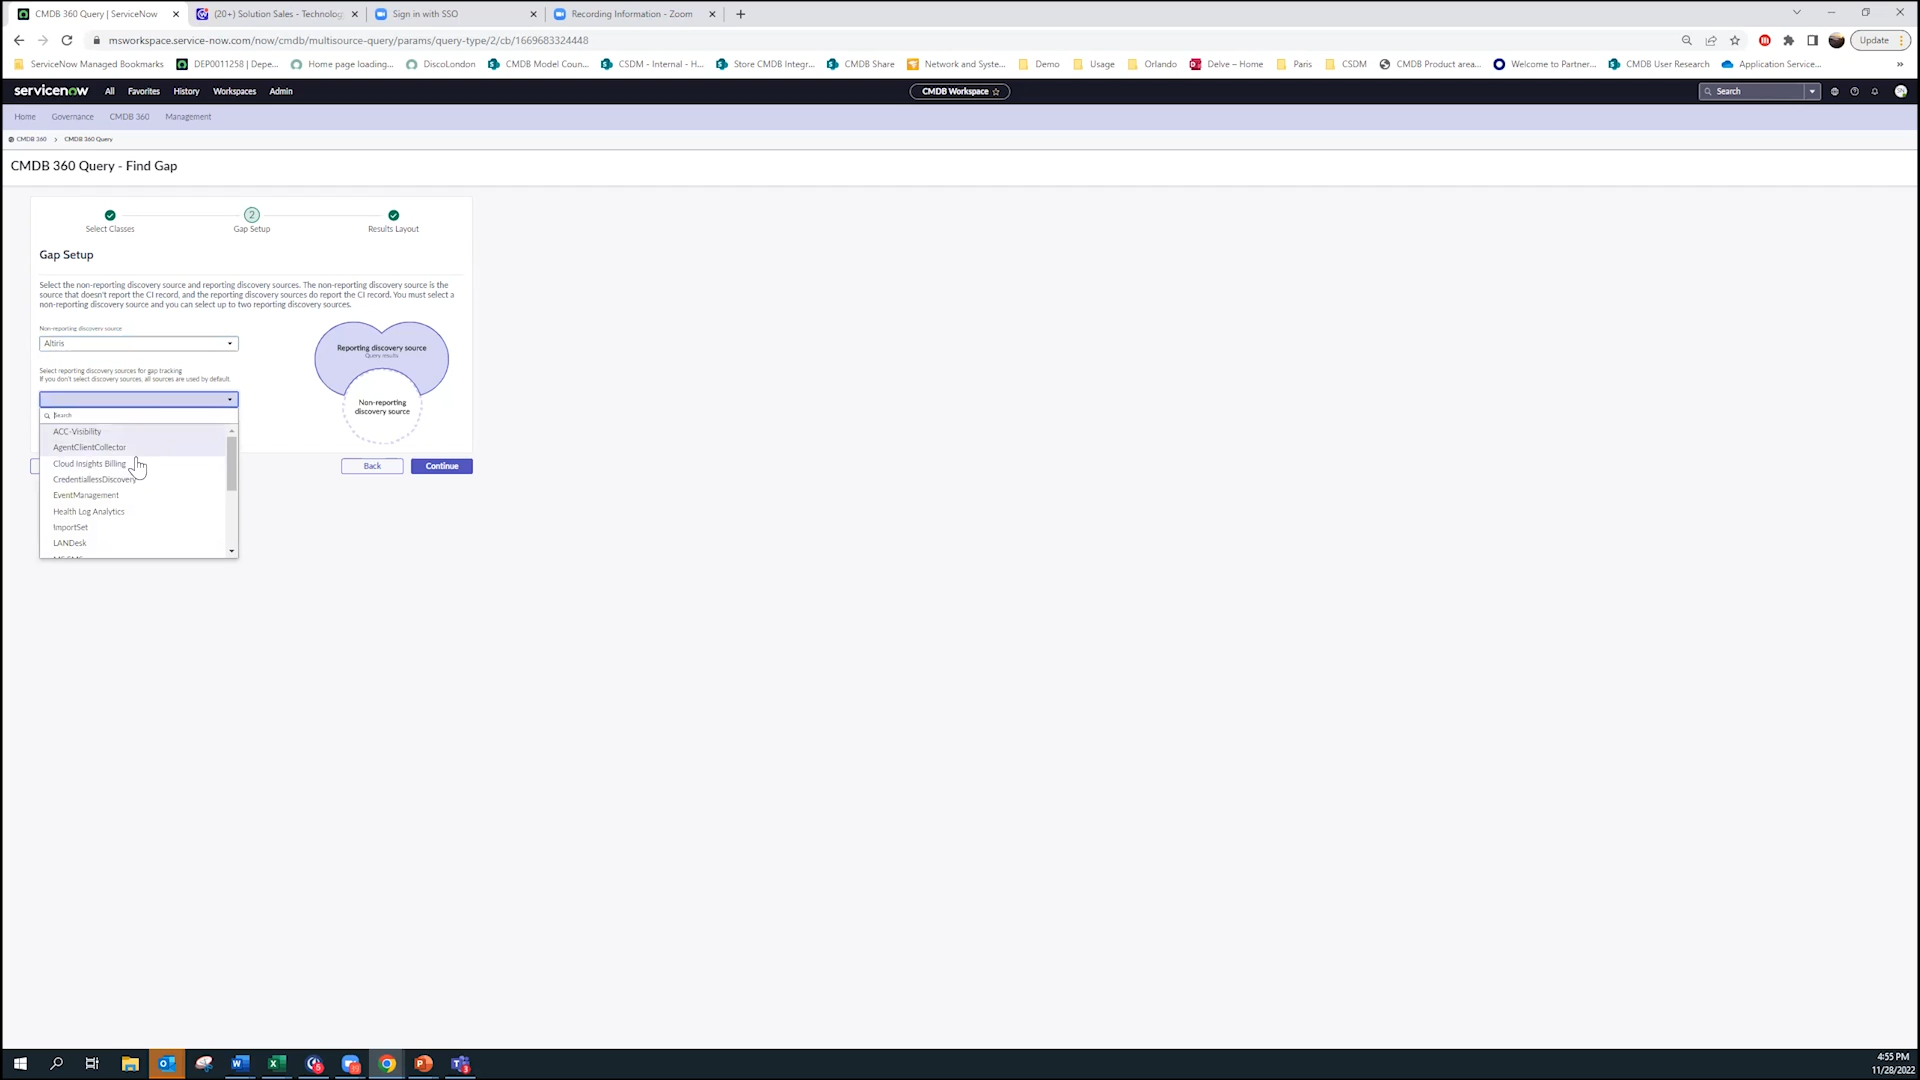 CMDB 360 Query | ServiceNow
(20+) Solution Sales - Technolog
Sign in with SSO
Recording Information - Zoom
msworkspace.service-now.com/now/cmdb/multisource-query/params/query-type/2/cb/1669683324448
Update
ServiceNow Managed Bookmarks
DEP0011258 | Depe...
Home page loading...
DiscoLondon
CMDB Model Coun...
CSDM - Internal - H...
Store CMDB Integr...
CMDB Share
Network and Syste...
Demo
Usage
Orlando
Delve – Home
Paris
CSDM
CMDB Product area...
Welcome to Partner...
CMDB User Research
Application Service...
»
servicenow
All
Favorites
History
Workspaces
Admin
CMDB Workspace
Search
Home
Governance
CMDB 360
Management
CMDB 360 > CMDB 360 Query
CMDB 360 Query - Find Gap
2
Select Classes
Gap Setup
Results Layout
Gap Setup
Select the non-reporting discovery source and reporting discovery sources. The non-reporting discovery source is the
source that doesn't report the CI record, and the reporting discovery sources do report the CI record. You must select a
non-reporting discovery source and you can select up to two reporting discovery sources.
Non-reporting discovery source
Altiris
Select reporting discovery sources for gap tracking
If you don't select discovery sources, all sources are used by default.
Search
ACC-Visibility
AgentClientCollector
Cloud Insights Billing
CredentiallessDiscovery
EventManagement
Health Log Analytics
ImportSet
LANDesk
Reporting discovery source
Query results
Non-reporting
discovery source
Back
Continue
4:55 PM
11/28/2022